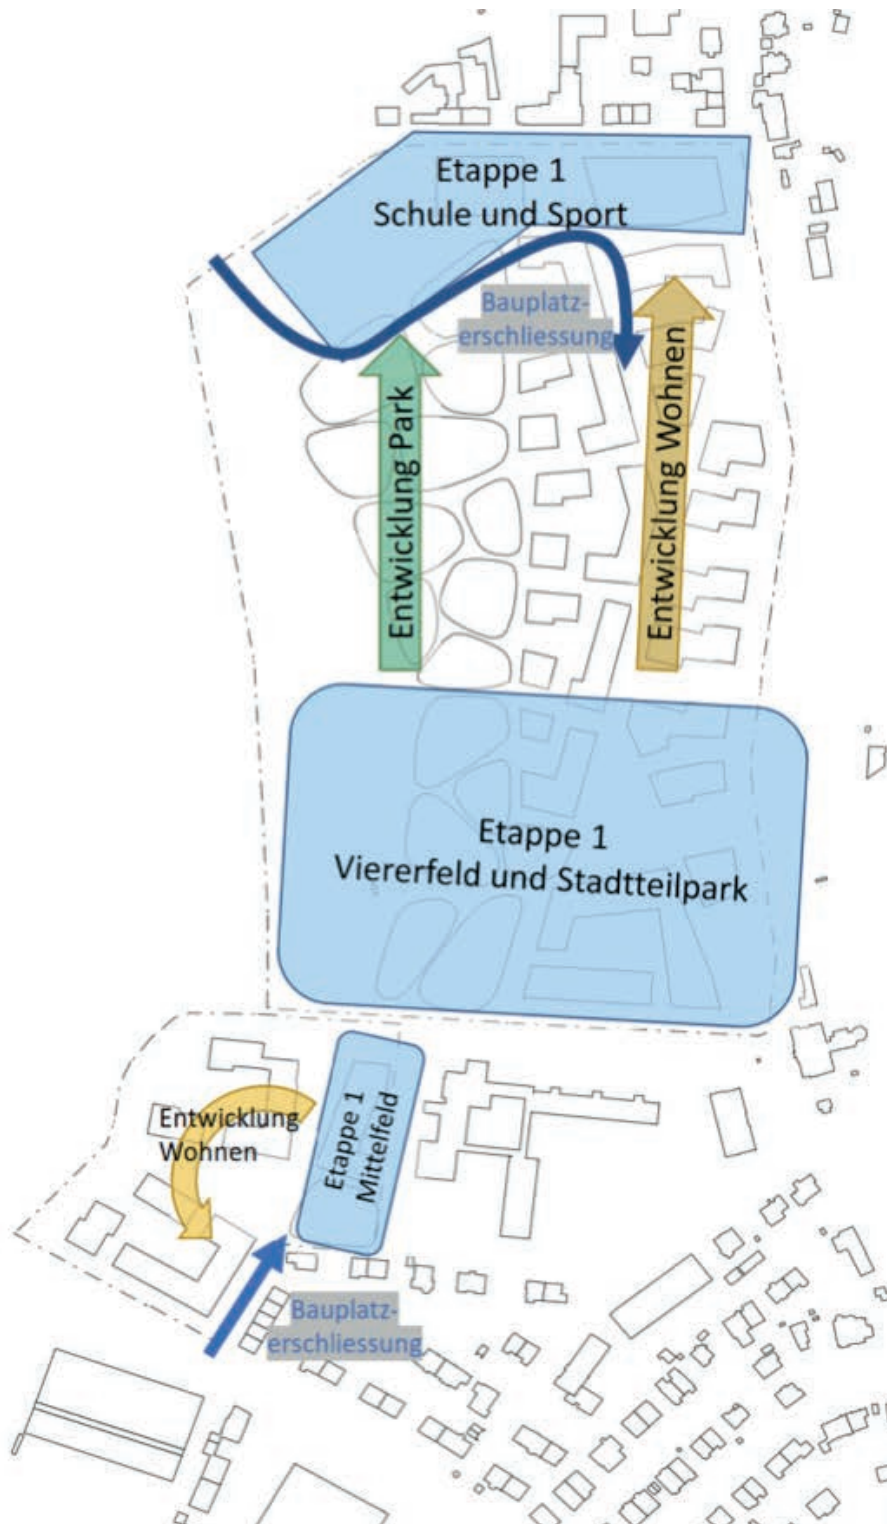 Etappe 1
Schule und Sport
Bauplatz-
erschliessung
Entwicklung Park
Entwicklung Wohnen
Etappe 1
Viererfeld und Stadtteilpark
Entwicklung
Wohnen
Etappe 1
Mittelfeld
Bauplatz-
erschliessung